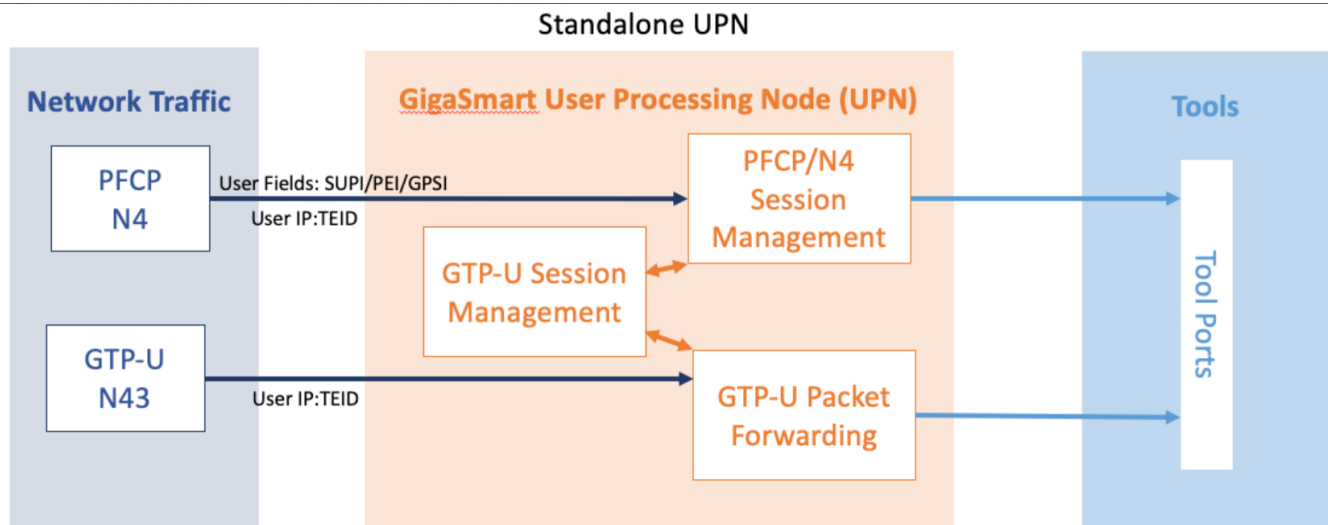 Standalone UPN
Network Traffic
GigaSmart User Processing Node (UPN)
Tools
PFCP
N4
User Fields: SUPI/PEI/GPSI
User IP:TEID
PFCP/N4
Session
Management
GTP-U Session
Management
GTP-U
N43
User IP:TEID
GTP-U Packet
Forwarding
Tool Ports